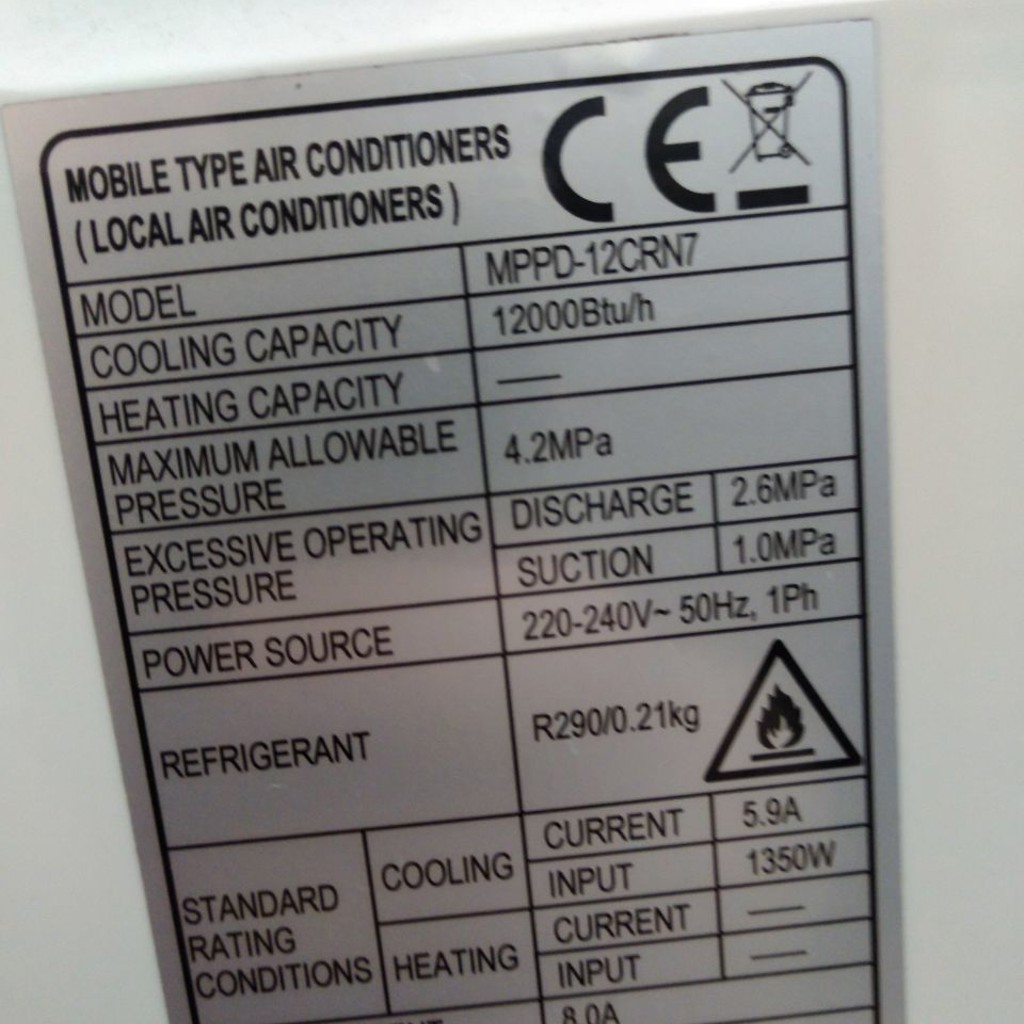 MOBILE TYPE AIR CONDITIONERS
( LOCAL AIR CONDITIONERS )
CE
MODEL MPPD-12CRN7
COOLING CAPACITY 12000Btu/h
HEATING CAPACITY —
MAXIMUM ALLOWABLE
PRESSURE
4.2MPa
EXCESSIVE OPERATING
PRESSURE
DISCHARGE 2.6MPa
SUCTION 1.0MPa
POWER SOURCE 220-240V~ 50Hz, 1Ph
REFRIGERANT R290/0.21kg
STANDARD
RATING
CONDITIONS
COOLING
CURRENT 5.9A
INPUT 1350W
HEATING
CURRENT —
INPUT —
8.0A